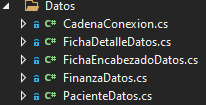 Datos
C# CadenaConexion.cs
C# FichaDetalleDatos.cs
C# FichaEncabezadoDatos.cs
C# FinanzaDatos.cs
C# PacienteDatos.cs